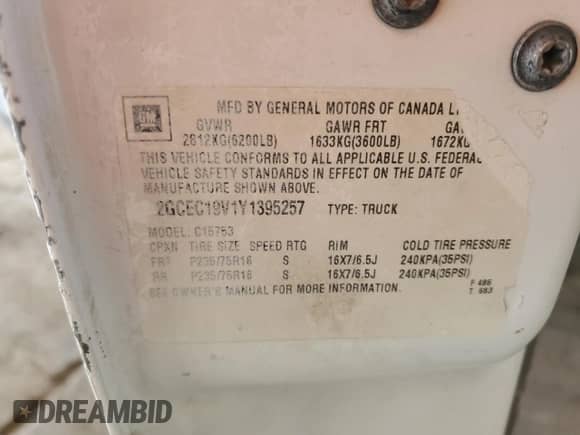 GM
MFD BY GENERAL MOTORS OF CANADA
GVWR GAWR FRT
2812KG(6200LB) 1633KG(3600LB)
THIS VEHICLE CONFORMS TO ALL APPLICABLE U.S.
VEHICLE SAFETY STANDARDS IN EFFECT ON THE DATE OF
MANUFACTURE SHOWN ABOVE.
2GCEC19V1Y1395257 TYPE: TRUCK
MODEL: C15753
TIRE SIZE SPEED RTG RIM COLD TIRE PRESSURE
FRT P235/75R16 S 16X7/6.5J 240KPA(35PSI)
RR P235/75R16 S 16X7/6.5J 240KPA(35PSI)
SEE OWNER'S MANUAL FOR MORE INFORMATION.
DREAMBID